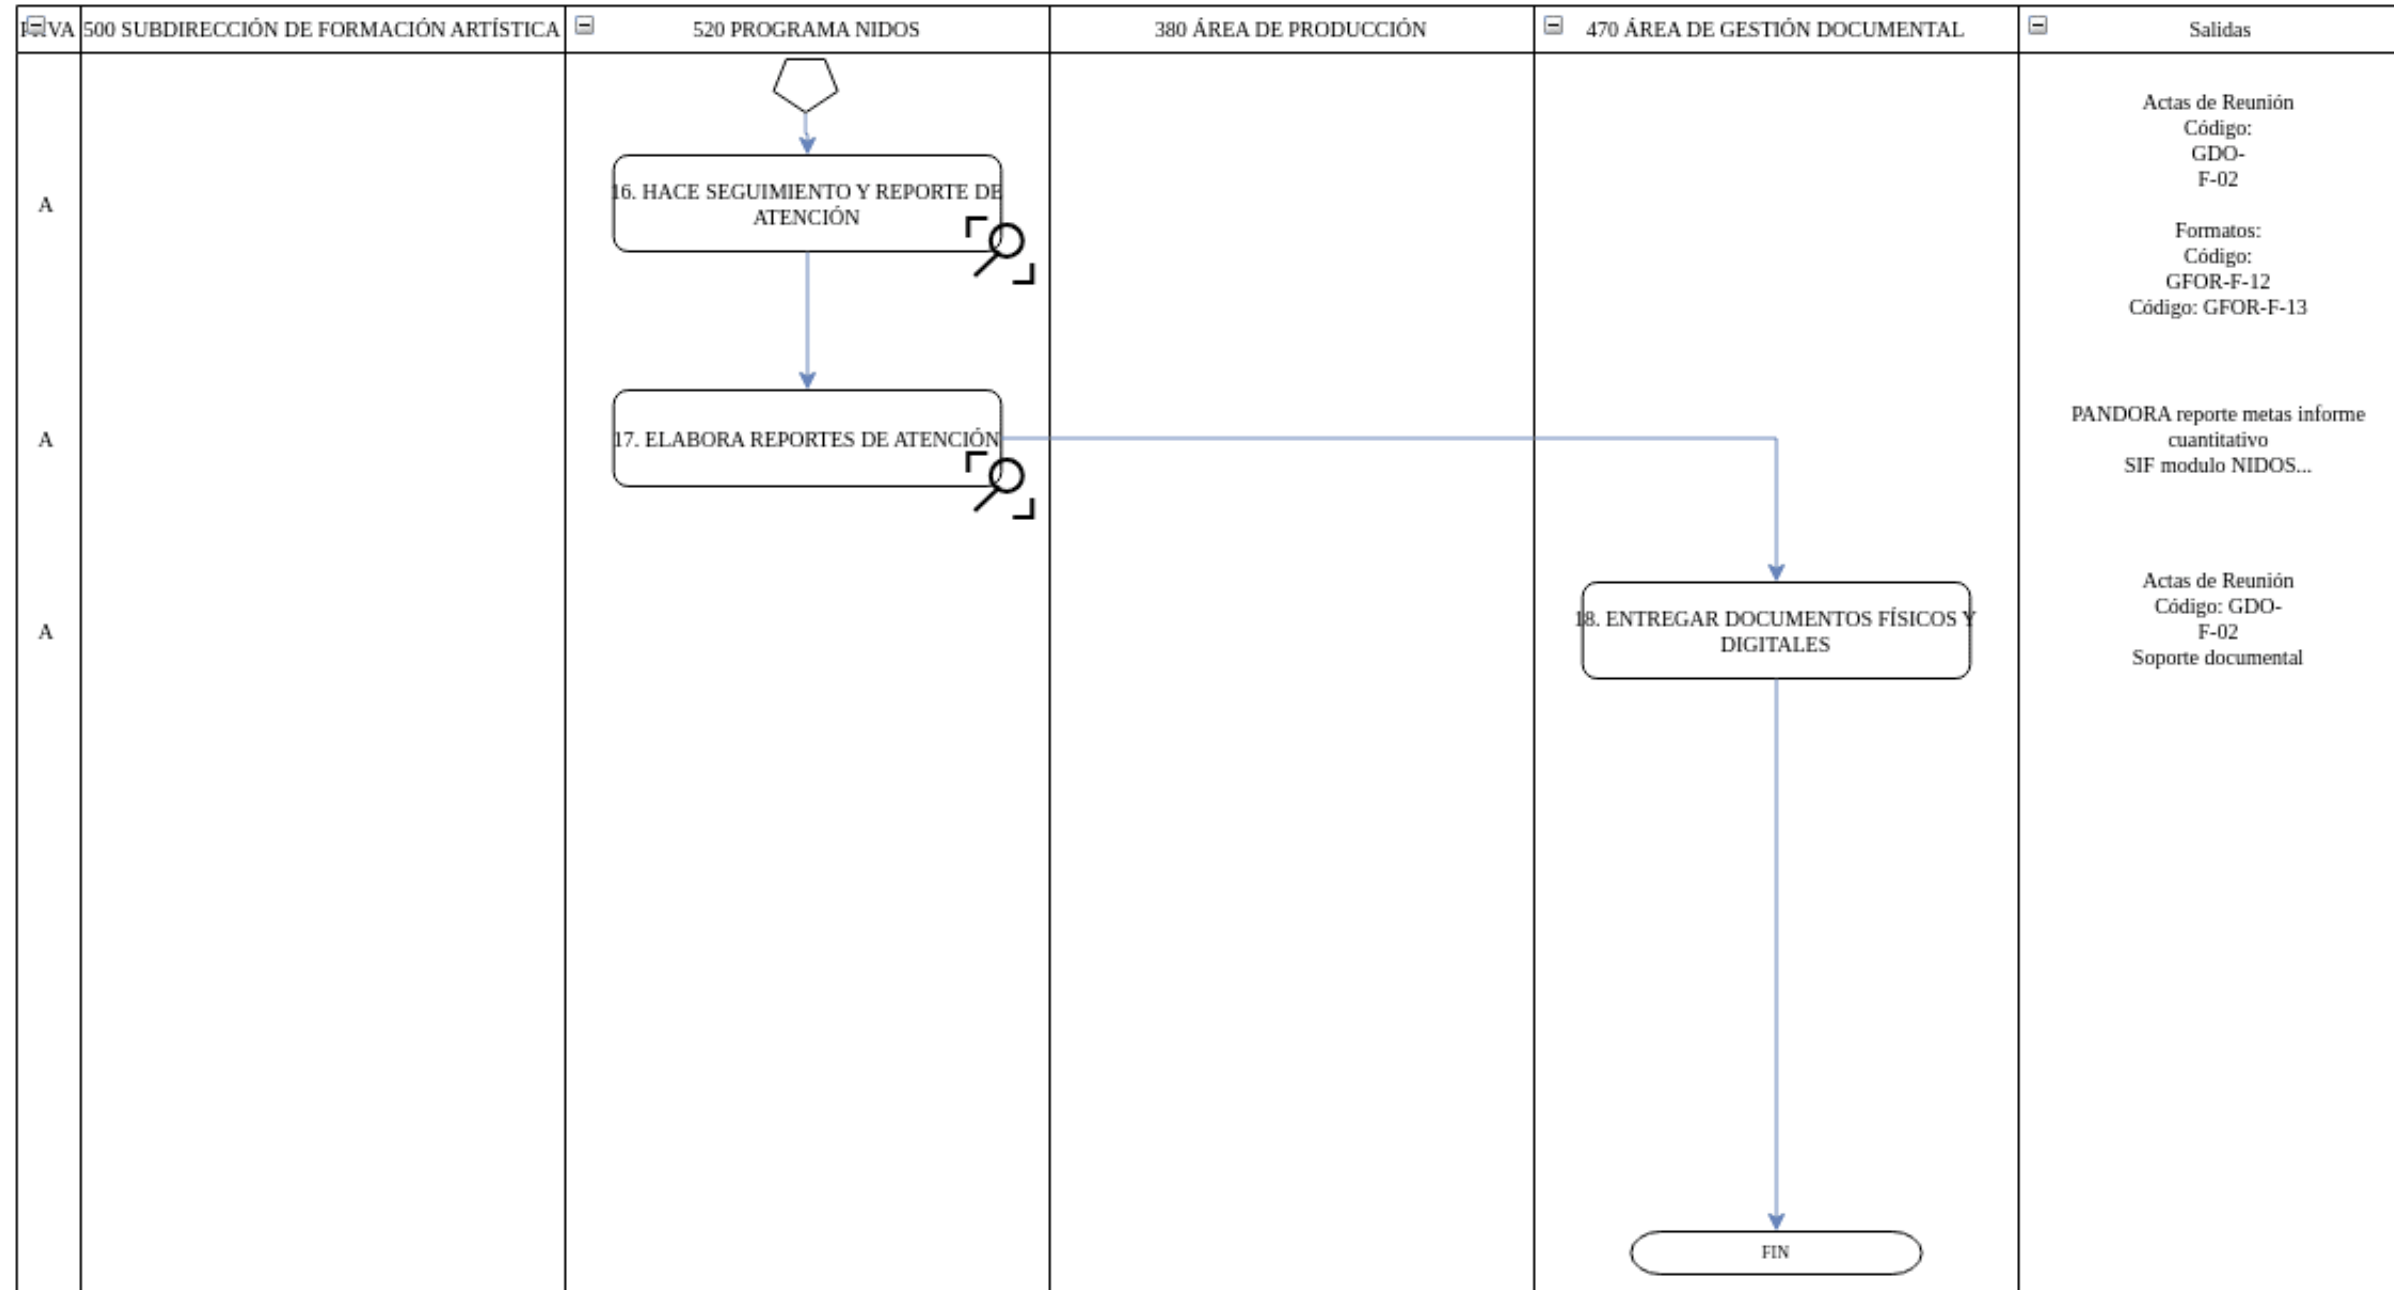 VA
500 SUBDIRECCIÓN DE FORMACIÓN ARTÍSTICA
520 PROGRAMA NIDOS
380 ÁREA DE PRODUCCIÓN
470 ÁREA DE GESTIÓN DOCUMENTAL
Salidas
A
16. HACE SEGUIMIENTO Y REPORTE DE
ATENCIÓN
Actas de Reunión
Código:
GDO-
F-02
Formatos:
Código:
GFOR-F-12
Código: GFOR-F-13
A
17. ELABORA REPORTES DE ATENCIÓN
PANDORA reporte metas informe
cuantitativo
SIF modulo NIDOS...
A
18. ENTREGAR DOCUMENTOS FÍSICOS Y
DIGITALES
Actas de Reunión
Código: GDO-
F-02
Soporte documental
FIN